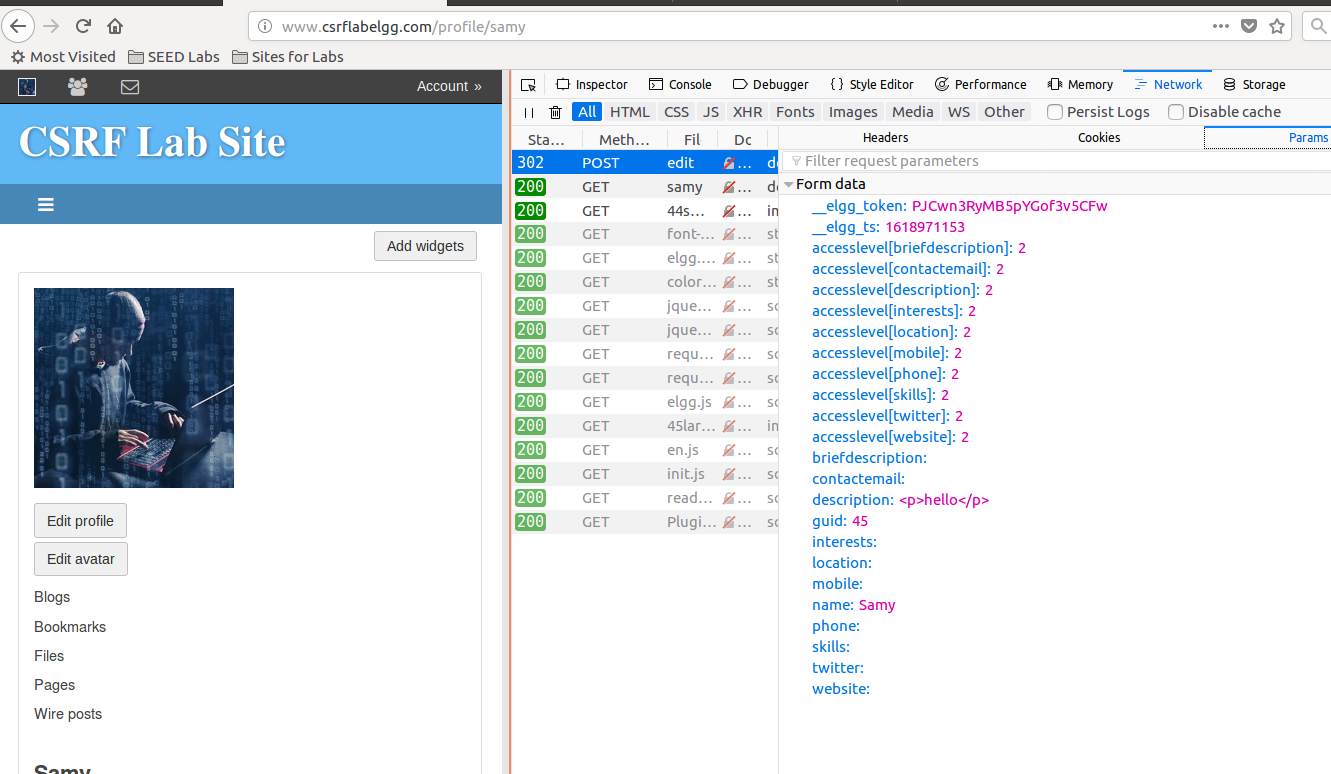 www.csrflabelgg.com/profile/samy
Most Visited SEED Labs Sites for Labs
Account »
CSRF Lab Site
Add widgets
Edit profile
Edit avatar
Blogs
Bookmarks
Files
Pages
Wire posts
Samy
Inspector Console Debugger {} Style Editor Performance Memory Network Storage
All HTML CSS JS XHR Fonts Images Media WS Other Persist Logs Disable cache
Sta... Meth... Fil Dc
302 POST edit ... do
200 GET samy ... do
200 GET 44s... ... im
200 GET font-... ... st
200 GET elgg.... ... st
200 GET color... ... st
200 GET jque... ... sc
200 GET jque... ... sc
200 GET requ... ... sc
200 GET requ... ... sc
200 GET elgg.js ... sc
200 GET 45lar... ... im
200 GET en.js ... sc
200 GET init.js ... sc
200 GET read... ... sc
200 GET Plugi... ... sc
Headers Cookies Params
Filter request parameters
Form data
__elgg_token: PJCwn3RyMB5pYGof3v5CFw
__elgg_ts: 1618971153
accesslevel[briefdescription]: 2
accesslevel[contactemail]: 2
accesslevel[description]: 2
accesslevel[interests]: 2
accesslevel[location]: 2
accesslevel[mobile]: 2
accesslevel[phone]: 2
accesslevel[skills]: 2
accesslevel[twitter]: 2
accesslevel[website]: 2
briefdescription:
contactemail:
description: <p>hello</p>
guid: 45
interests:
location:
mobile:
name: Samy
phone:
skills:
twitter:
website: